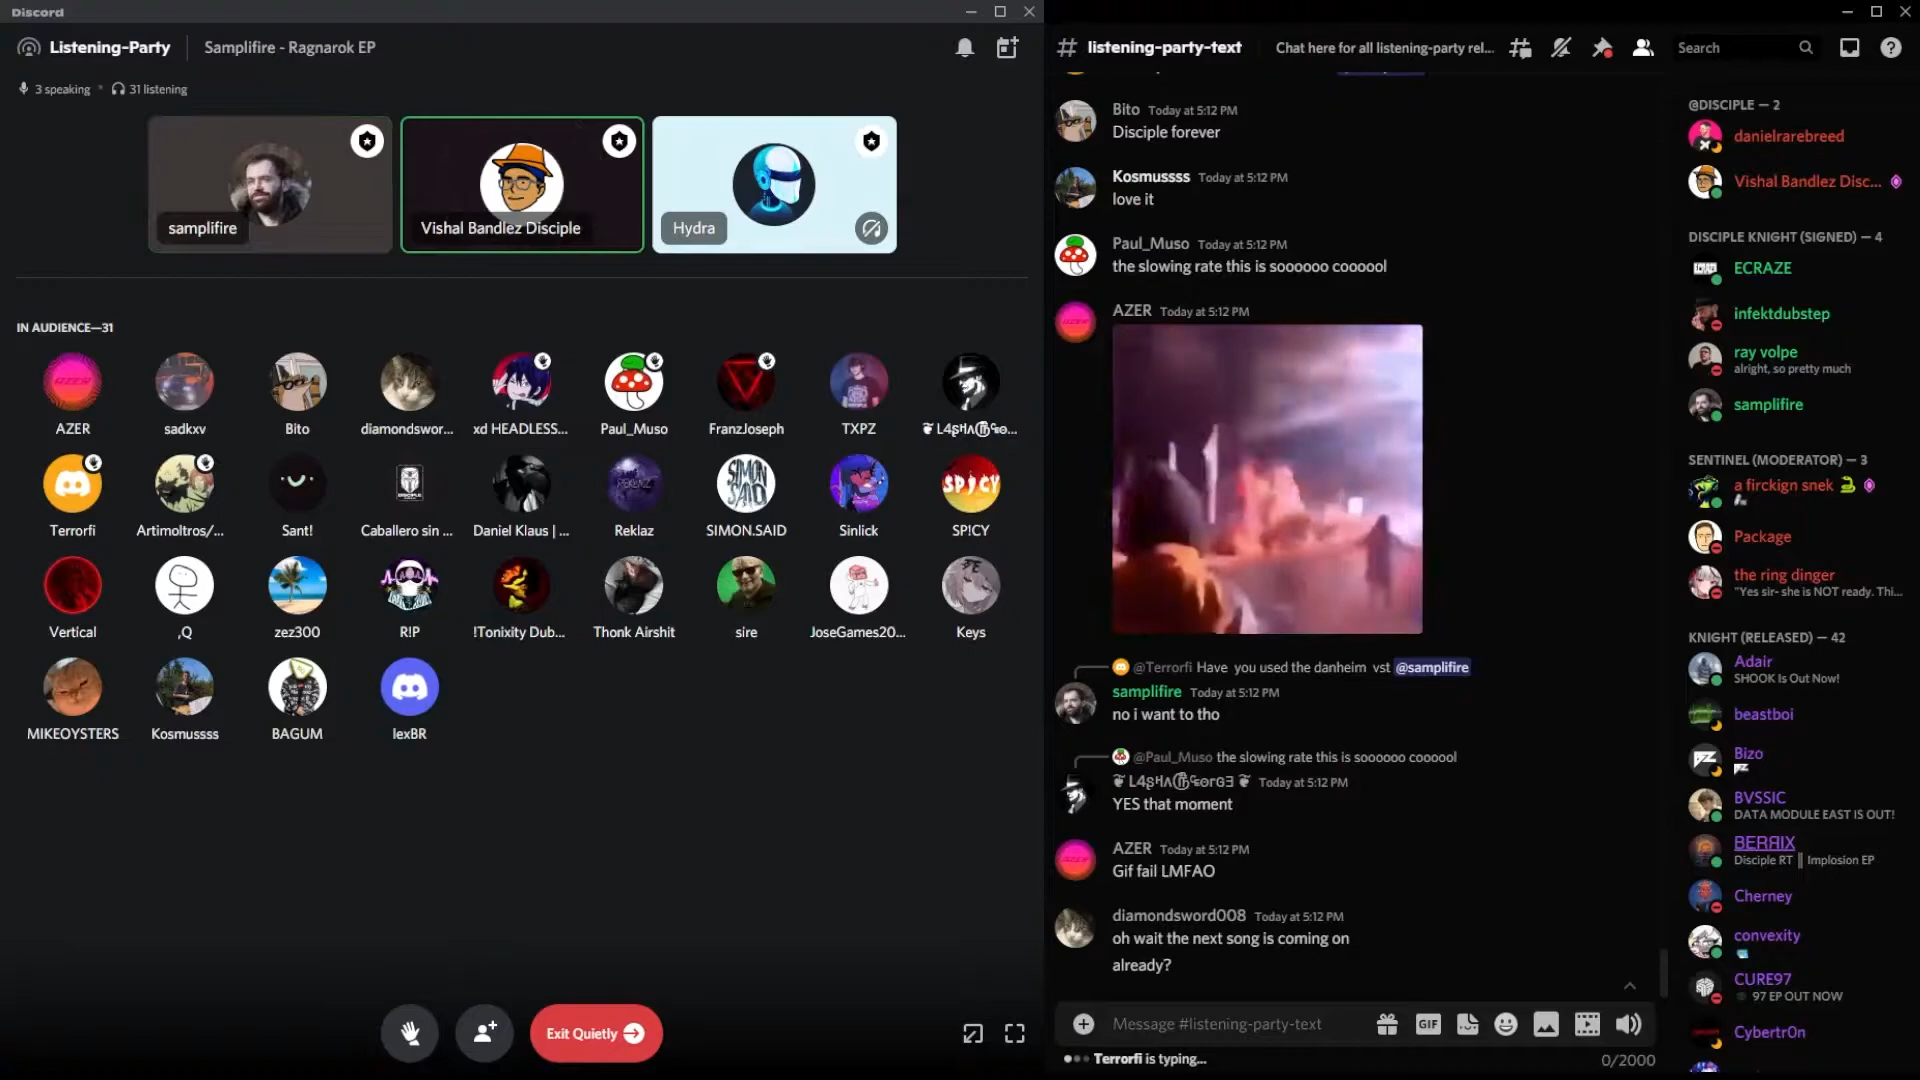 Discord
Listening-Party
Samplifire - Ragnarok EP
3 speaking
31 listening
samplifire
Vishal Bandlez Disciple
Hydra
IN AUDIENCE—31
AZER
sadkxv
Bito
diamondswor...
xd HEADLESS...
Paul_Muso
FranzJoseph
TXPZ
Terrorfi
Artimoltros/...
Sant!
Caballero sin ...
Daniel Klaus | ...
Reklaz
SIMON.SAID
Sinlick
SP!CY
Vertical
,Q
zez300
R!P
!Tonixity Dub...
Thonk Airshit
sire
JoseGames20...
Keys
MIKEOYSTERS
Kosmussss
BAGUM
lexBR
Exit Quietly
listening-party-text
Chat here for all listening-party rel...
Search
Bito Today at 5:12 PM
Disciple forever
Kosmussss Today at 5:12 PM
love it
Paul_Muso Today at 5:12 PM
the slowing rate this is soooooo coooool
AZER Today at 5:12 PM
@Terrorfi Have you used the danheim vst @samplifire
samplifire Today at 5:12 PM
no i want to tho
@Paul_Muso the slowing rate this is soooooo coooool
Today at 5:12 PM
YES that moment
AZER Today at 5:12 PM
Gif fail LMFAO
diamondsword008 Today at 5:12 PM
oh wait the next song is coming on
already?
Message #listening-party-text
GIF
Terrorfi is typing...
0/2000
@DISCIPLE — 2
danielrarebreed
Vishal Bandlez Disc...
DISCIPLE KNIGHT (SIGNED) — 4
ECRAZE
infektdubstep
ray volpe
alright, so pretty much
samplifire
SENTINEL (MODERATOR) — 3
a firckign snek
Package
the ring dinger
"Yes sir- she is NOT ready. Thi...
KNIGHT (RELEASED) — 42
Adair
SHOOK Is Out Now!
beastboi
Bizo
BVSSIC
DATA MODULE EAST IS OUT!
BERЯIX
Disciple RT ║ Implosion EP
Cherney
convexity
CURE97
97 EP OUT NOW
Cybertr0n